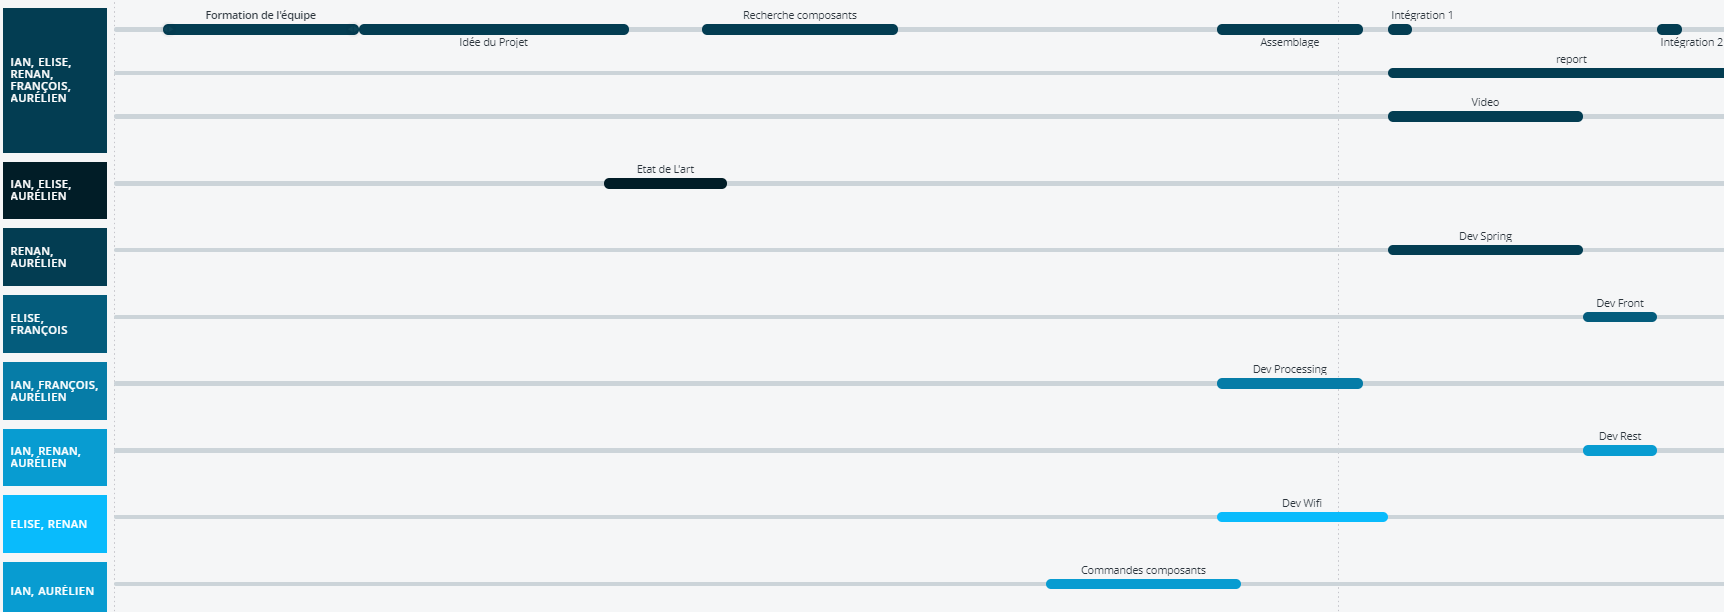 Formation de l'équipe
Recherche composants
Intégration 1
Idée du Projet
Assemblage
Intégration 2
IAN, ELISE,
RENAN,
FRANÇOIS,
AURÉLIEN
report
Video
IAN, ELISE,
AURÉLIEN
Etat de L'art
RENAN,
AURÉLIEN
Dev Spring
ELISE,
FRANÇOIS
Dev Front
IAN, FRANÇOIS,
AURÉLIEN
Dev Processing
IAN, RENAN,
AURÉLIEN
Dev Rest
ELISE, RENAN
Dev Wifi
IAN, AURÉLIEN
Commandes composants